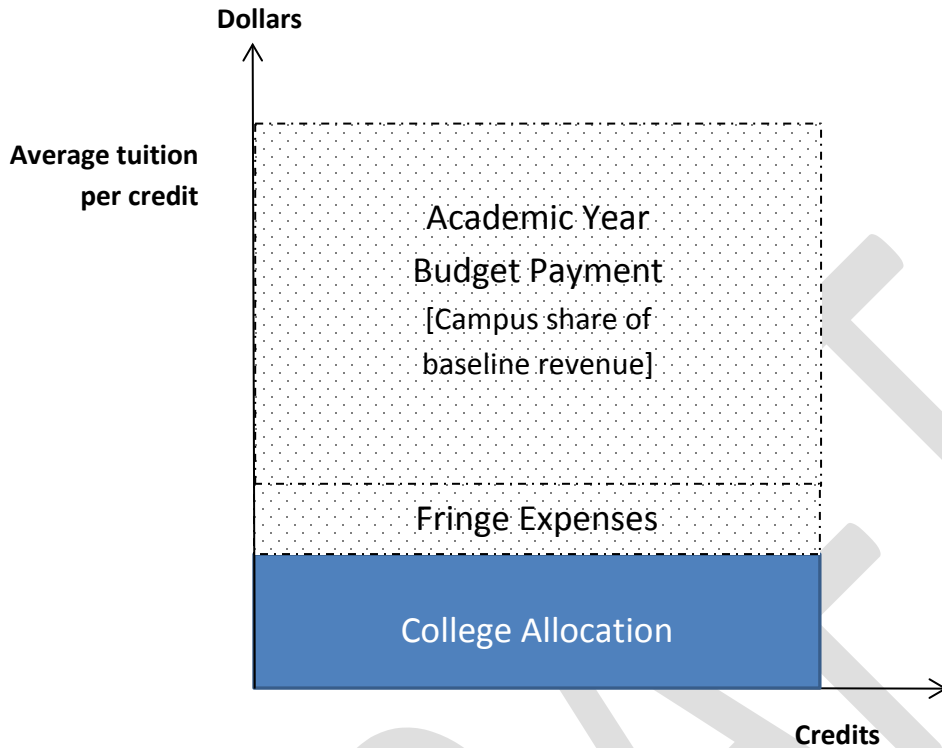 Dollars
Average tuition
per credit
Academic Year
Budget Payment
[Campus share of
baseline revenue]
Fringe Expenses
College Allocation
Credits